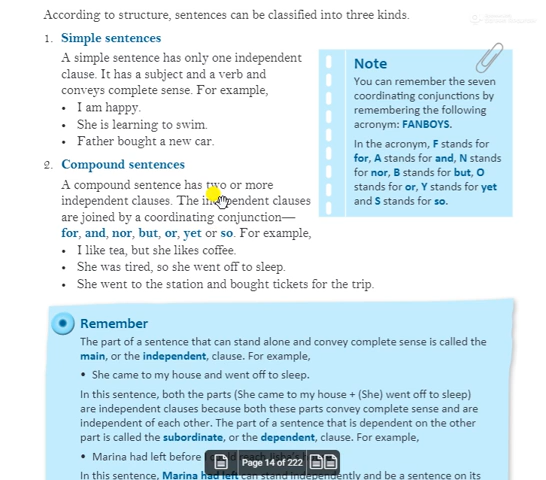 According to structure, sentences can be classified into three kinds.
1. Simple sentences
A simple sentence has only one independent
clause. It has a subject and a verb and
conveys complete sense. For example,
• I am happy.
• She is learning to swim.
• Father bought a new car.
2. Compound sentences
A compound sentence has two or more
independent clauses. The independent clauses
are joined by a coordinating conjunction—
for, and, nor, but, or, yet or so. For example,
• I like tea, but she likes coffee.
• She was tired, so she went off to sleep.
• She went to the station and bought tickets for the trip.
Note
You can remember the seven
coordinating conjunctions by
remembering the following
acronym: FANBOYS.
In the acronym, F stands for
for, A stands for and, N stands
for nor, B stands for but, O
stands for or, Y stands for yet
and S stands for so.
Remember
The part of a sentence that can stand alone and convey complete sense is called the
main, or the independent, clause. For example,
• She came to my house and went off to sleep.
In this sentence, both the parts (She came to my house + (She) went off to sleep)
are independent clauses because both these parts convey complete sense and are
independent of each other. The part of a sentence that is dependent on the other
part is called the subordinate, or the dependent, clause. For example,
• Marina had left before
Page 14 of 222
In this sentence, Marina had left can stand independently and be a sentence on its